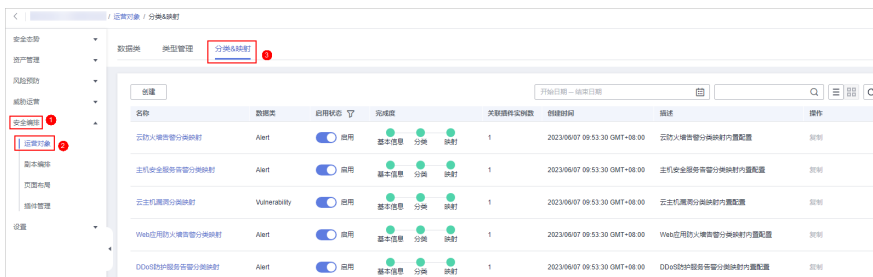 / 运营对象 / 分类&映射
安全态势
资产管理
风险预防
威胁运营
安全编排 1
运营对象 2
剧本编排
页面布局
插件管理
设置
数据类 类型管理 分类&映射 3
创建 开始日期 – 结束日期
名称 数据类 启用状态 完成度 关联插件实例数 创建时间 描述 操作
云防火墙告警分类映射 Alert 启用 基本信息 分类 映射 1 2023/06/07 09:53:30 GMT+08:00 云防火墙告警分类映射内置配置 复制
主机安全服务告警分类映射 Alert 启用 基本信息 分类 映射 1 2023/06/07 09:53:30 GMT+08:00 主机安全服务告警分类映射内置配置 复制
云主机漏洞分类映射 Vulnerability 启用 基本信息 分类 映射 1 2023/06/07 09:53:30 GMT+08:00 云主机漏洞分类映射内置配置 复制
Web应用防火墙告警分类映射 Alert 启用 基本信息 分类 映射 1 2023/06/07 09:53:30 GMT+08:00 Web应用防火墙告警分类映射内置配置 复制
DDoS防护服务告警分类映射 Alert 启用 基本信息 分类 映射 1 2023/06/07 09:53:30 GMT+08:00 DDoS防护服务告警分类映射内置配置 复制